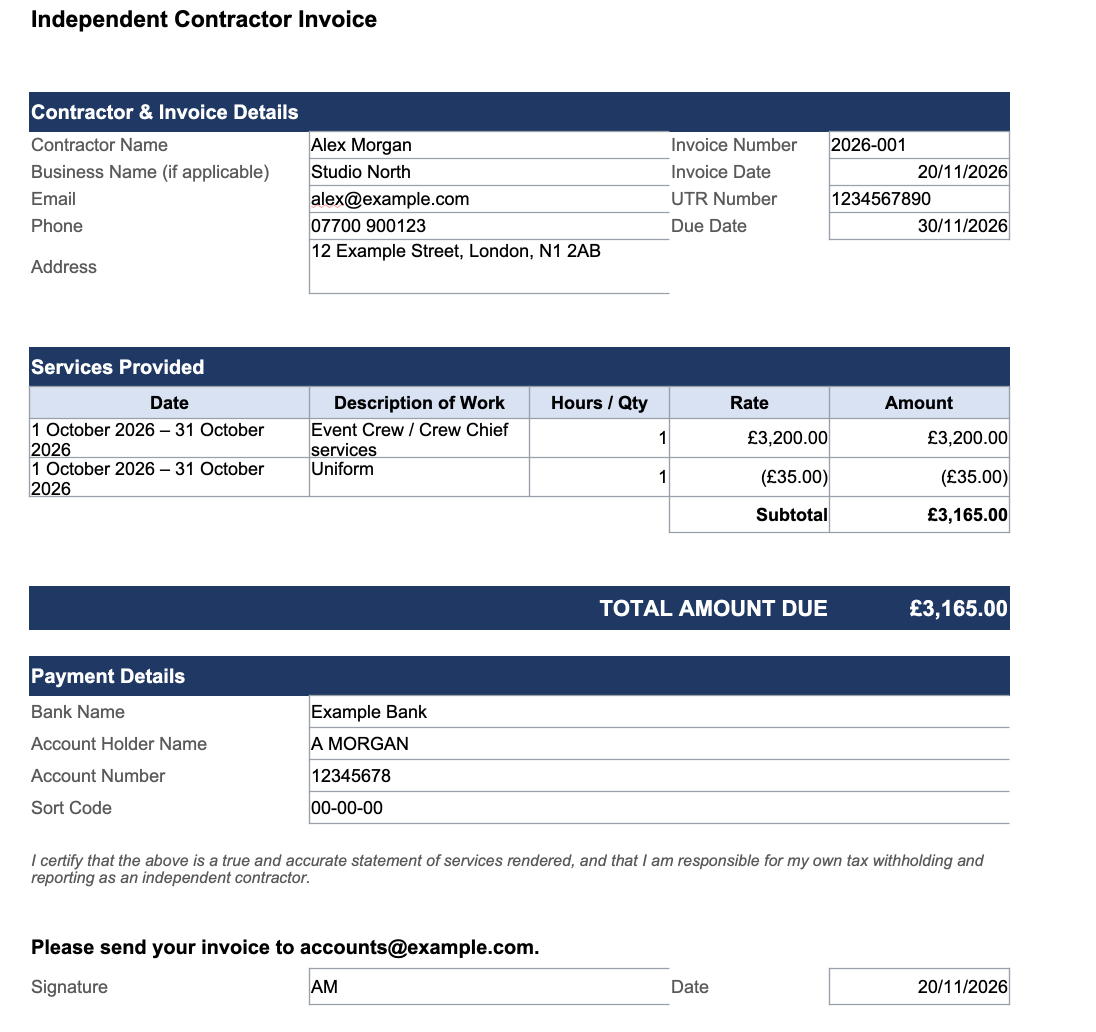 Independent Contractor Invoice
Contractor & Invoice Details
Contractor Name Alex Morgan Invoice Number 2026-001
Business Name (if applicable) Studio North Invoice Date 20/11/2026
Email alex@example.com UTR Number 1234567890
Phone 07700 900123 Due Date 30/11/2026
Address 12 Example Street, London, N1 2AB
Services Provided
Date Description of Work Hours / Qty Rate Amount
1 October 2026 – 31 October 2026 Event Crew / Crew Chief services 1 £3,200.00 £3,200.00
1 October 2026 – 31 October 2026 Uniform 1 (£35.00) (£35.00)
Subtotal £3,165.00
TOTAL AMOUNT DUE £3,165.00
Payment Details
Bank Name Example Bank
Account Holder Name A MORGAN
Account Number 12345678
Sort Code 00-00-00
I certify that the above is a true and accurate statement of services rendered, and that I am responsible for my own tax withholding and
reporting as an independent contractor.
Please send your invoice to accounts@example.com.
Signature AM Date 20/11/2026